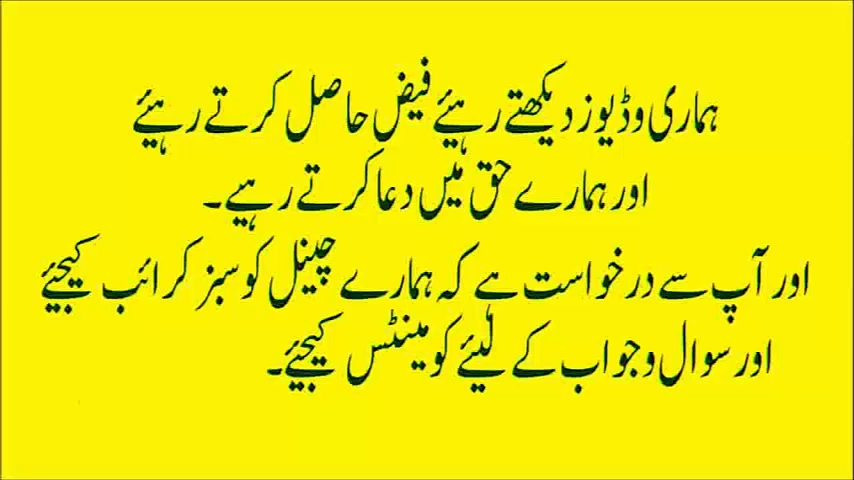 ہماری وڈیوز دیکھتے رہیئے فیض حاصل کرتے رہیئے
اور ہمارے حق میں دعا کرتے رہیے۔
اور آپ سے درخواست ہے کہ ہمارے چینل کو سبز کرائب کیجیئے
اور سوال و جواب کے لیئے کومینٹس کیجیئے۔